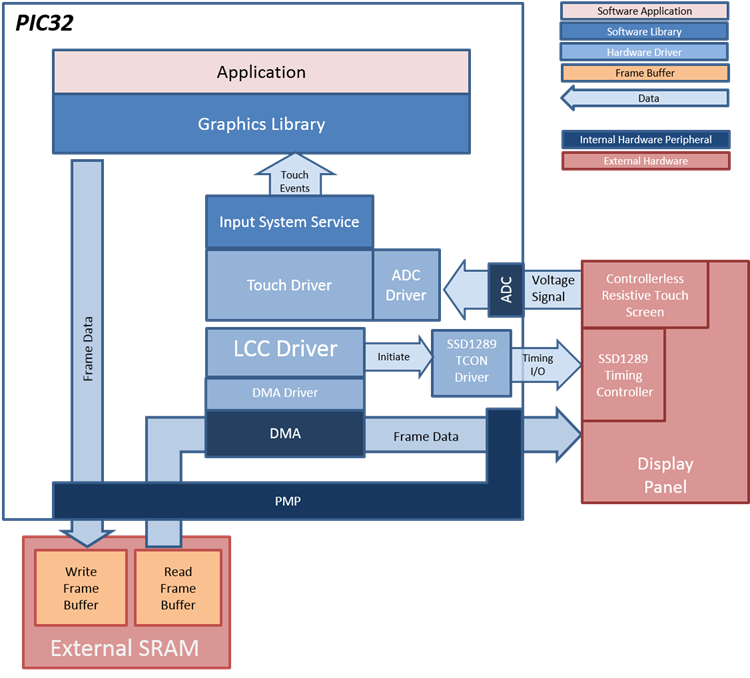 PIC32
Application
Graphics Library
Touch
Events
Input System Service
Touch Driver
ADC
Driver
ADC
Voltage
Signal
Controllerless
Resistive Touch
Screen
LCC Driver
Initiate
SSD1289
TCON
Driver
Timing
I/O
SSD1289
Timing
Controller
DMA Driver
DMA
Frame Data
Display
Panel
Frame Data
PMP
Write
Frame
Buffer
Read
Frame
Buffer
External SRAM
Software Application
Software Library
Hardware Driver
Frame Buffer
Data
Internal Hardware Peripheral
External Hardware